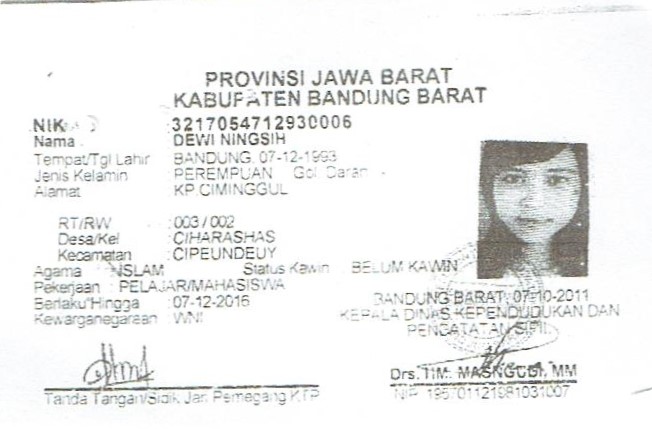 PROVINSI JAWA BARAT
KABUPATEN BANDUNG BARAT
NIK : 3217054712930006
Nama : DEWI NINGSIH
Tempat/Tgl Lahir : BANDUNG, 07-12-1993
Jenis Kelamin : PEREMPUAN Gol. Darah : -
Alamat : KP.CIMINGGUL
RT/RW : 003 / 002
Desa/Kel : CIHARASHAS
Kecamatan : CIPEUNDEUY
Agama : ISLAM Status Kawin : BELUM KAWIN
Pekerjaan : PELAJAR/MAHASISWA
Berlaku Hingga : 07-12-2016
Kewarganegaraan : WNI
BANDUNG BARAT, 07-10-2011
KEPALA DINAS KEPENDUDUKAN DAN
PENCATATAN SIPIL
Drs. TIM. MM
Tanda Tangan/Sidik Jari Pemegang KTP
NIP. 195701121981031007